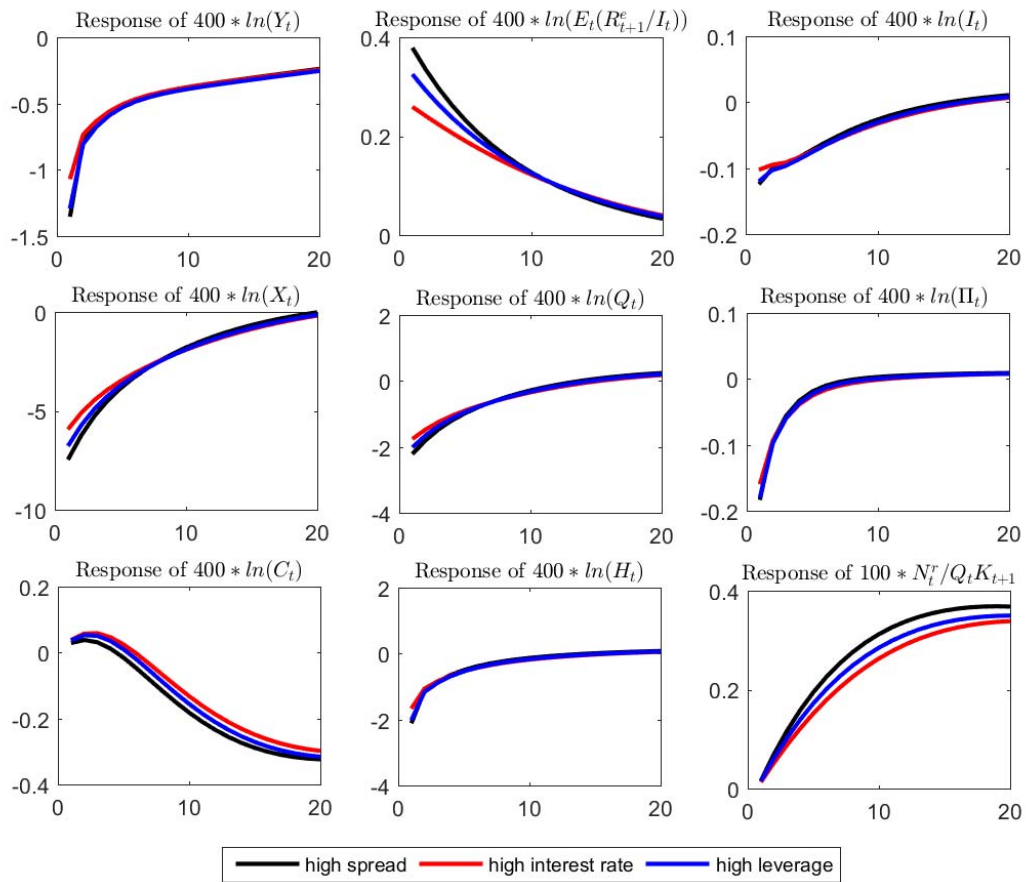 Response of 400 ∗ ln(Y_t)
0
-0.5
-1
-1.5
0 10 20
Response of 400 ∗ ln(E_t(R^e_{t+1}/I_t))
0.4
0.2
0
0 10 20
Response of 400 ∗ ln(I_t)
0.1
0
-0.1
-0.2
0 10 20
Response of 400 ∗ ln(X_t)
0
-5
-10
0 10 20
Response of 400 ∗ ln(Q_t)
2
0
-2
-4
0 10 20
Response of 400 ∗ ln(Π_t)
0.1
0
-0.1
-0.2
0 10 20
Response of 400 ∗ ln(C_t)
0.2
0
-0.2
-0.4
0 10 20
Response of 400 ∗ ln(H_t)
2
0
-2
-4
0 10 20
Response of 100 ∗ N^r_t/Q_tK_{t+1}
0.4
0.2
0
0 10 20
high spread high interest rate high leverage